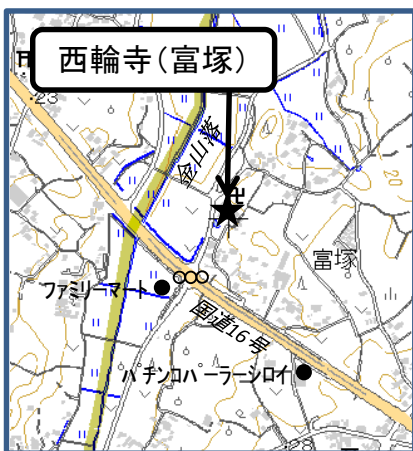 西輪寺（富塚）
・23
金山落
20
富塚
ファミリーマート
国道16号
パチンコパーラーシロイ
・28